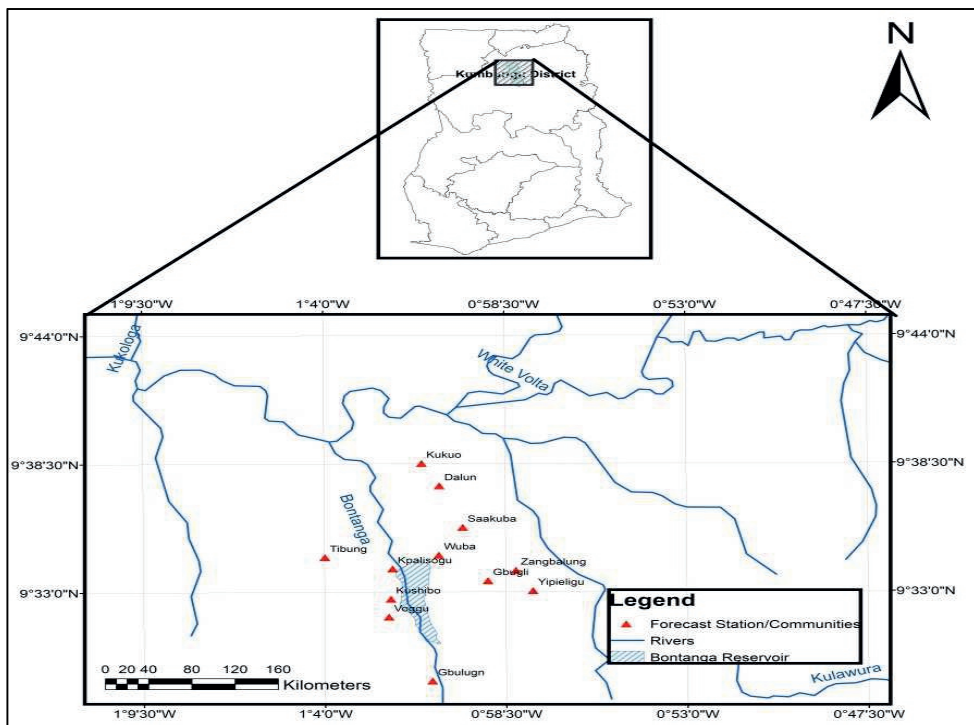 N
Kumbungu District
1°9'30"W 1°4'0"W 0°58'30"W 0°53'0"W 0°47'30"W
9°44'0"N 9°44'0"N
Kukologa
White Volta
9°38'30"N 9°38'30"N
Kukuo
Dalun
Bontanga
Saakuba
Wuba
Tibung
Kpalisogu
Zangbalung
Gbugli
Yipieligu
9°33'0"N 9°33'0"N
Kushibo
Voggu
Gbulugn
Legend
Forecast Station/Communities
Rivers
Bontanga Reservoir
Kulawura
0 20 40 80 120 160
Kilometers
1°9'30"W 1°4'0"W 0°58'30"W 0°53'0"W 0°47'30"W